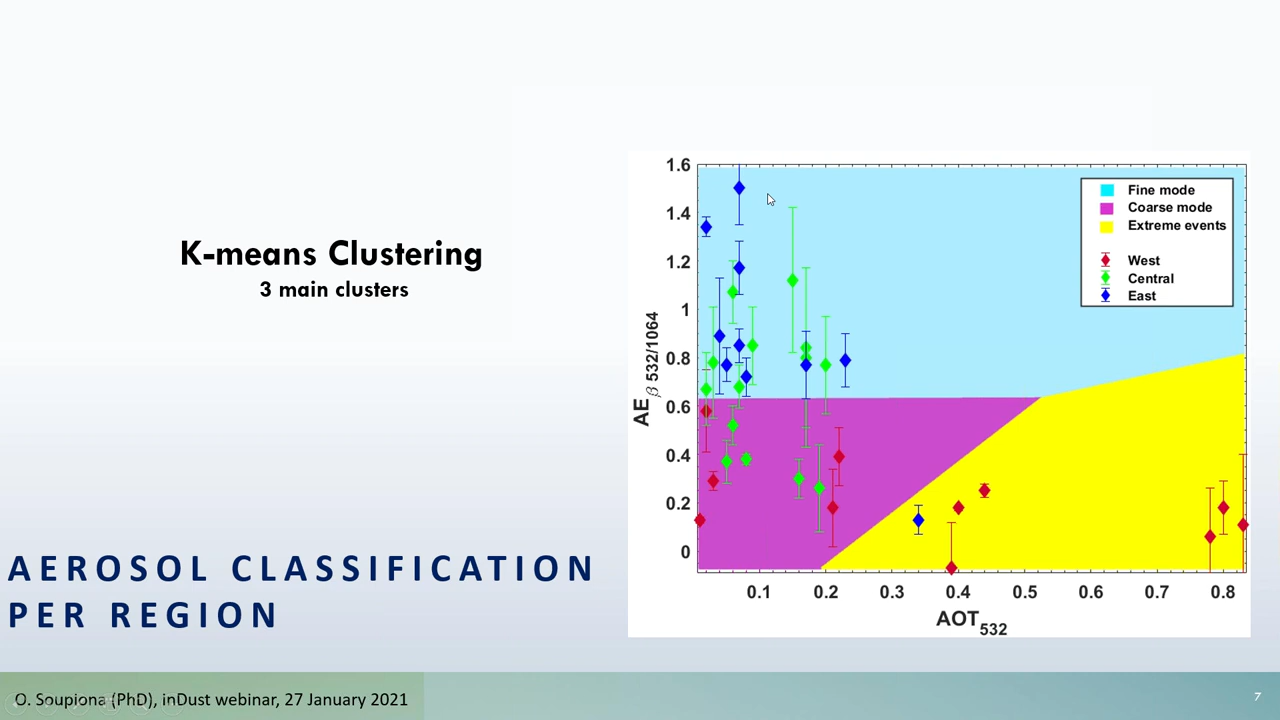 K-means Clustering
3 main clusters
AEROSOL CLASSIFICATION
PER REGION
1.6
1.4
1.2
1
0.8
0.6
0.4
0.2
0
AE β 532/1064
0.1 0.2 0.3 0.4 0.5 0.6 0.7 0.8
AOT532
Fine mode
Coarse mode
Extreme events
West
Central
East
O. Soupiona (PhD), inDust webinar, 27 January 2021
7